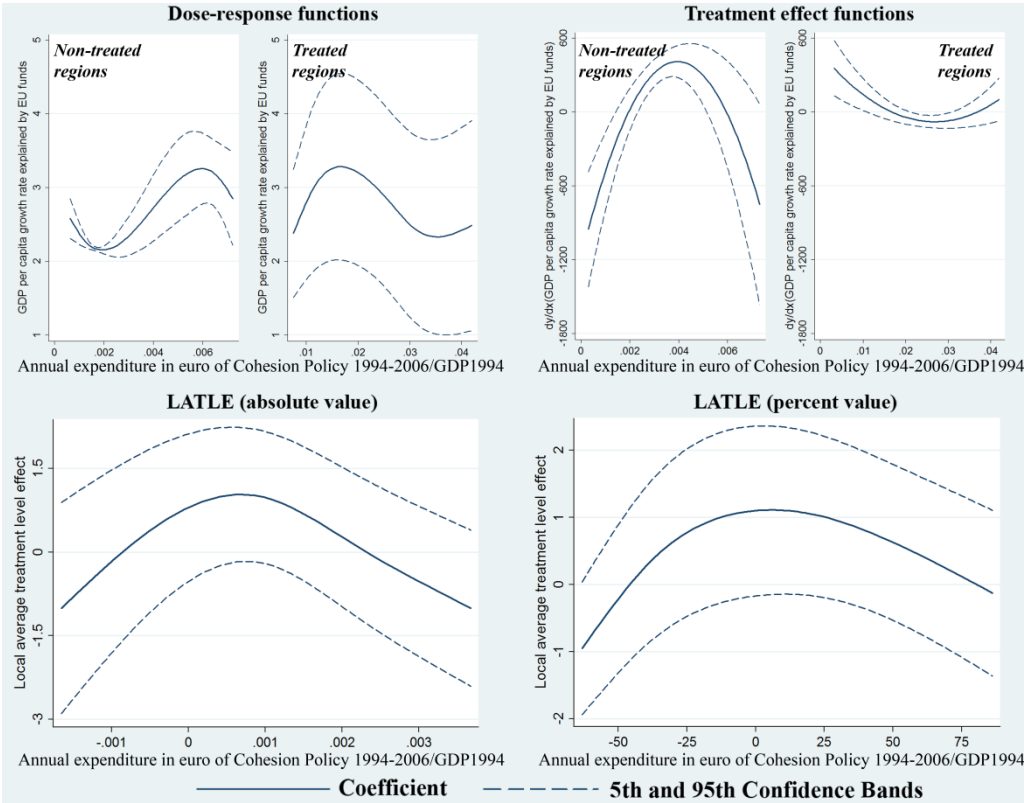 Dose-response functions
Treatment effect functions
GDP per capita growth rate explained by EU funds
5
4
3
2
1
Non-treated
regions
0
.002
.004
.006
GDP per capita growth rate explained by EU funds
5
4
3
2
1
Treated
regions
.01
.02
.03
.04
Annual expenditure in euro of Cohesion Policy 1994-2006/GDP1994
dy/dx(GDP per capita growth rate explained by EU funds)
600
0
-600
-1200
-1800
Non-treated
regions
0
.002
.004
.006
dy/dx(GDP per capita growth rate explained by EU funds)
600
0
-600
-1200
-1800
Treated
regions
0
.01
.02
.03
.04
Annual expenditure in euro of Cohesion Policy 1994-2006/GDP1994
LATLE (absolute value)
Local average treatment level effect
1.5
0
-1.5
-3
-.001
0
.001
.002
.003
Annual expenditure in euro of Cohesion Policy 1994-2006/GDP1994
LATLE (percent value)
Local average treatment level effect
2
1
0
-1
-2
-50
-25
0
25
50
75
Annual expenditure in euro of Cohesion Policy 1994-2006/GDP1994
Coefficient
5th and 95th Confidence Bands